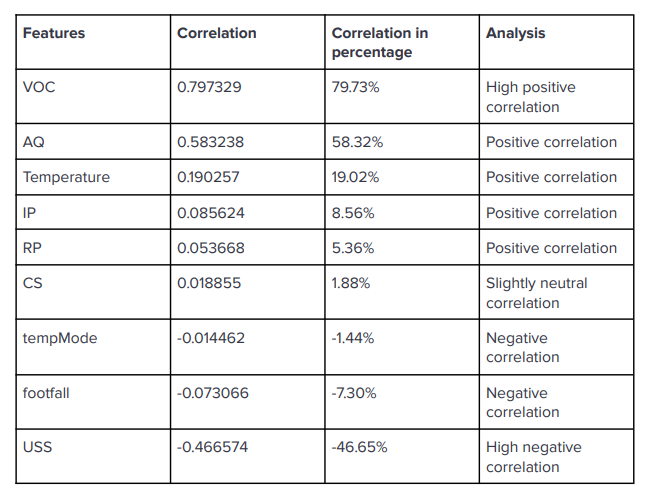 Features Correlation Correlation in percentage Analysis
VOC 0.797329 79.73% High positive correlation
AQ 0.583238 58.32% Positive correlation
Temperature 0.190257 19.02% Positive correlation
IP 0.085624 8.56% Positive correlation
RP 0.053668 5.36% Positive correlation
CS 0.018855 1.88% Slightly neutral correlation
tempMode -0.014462 -1.44% Negative correlation
footfall -0.073066 -7.30% Negative correlation
USS -0.466574 -46.65% High negative correlation